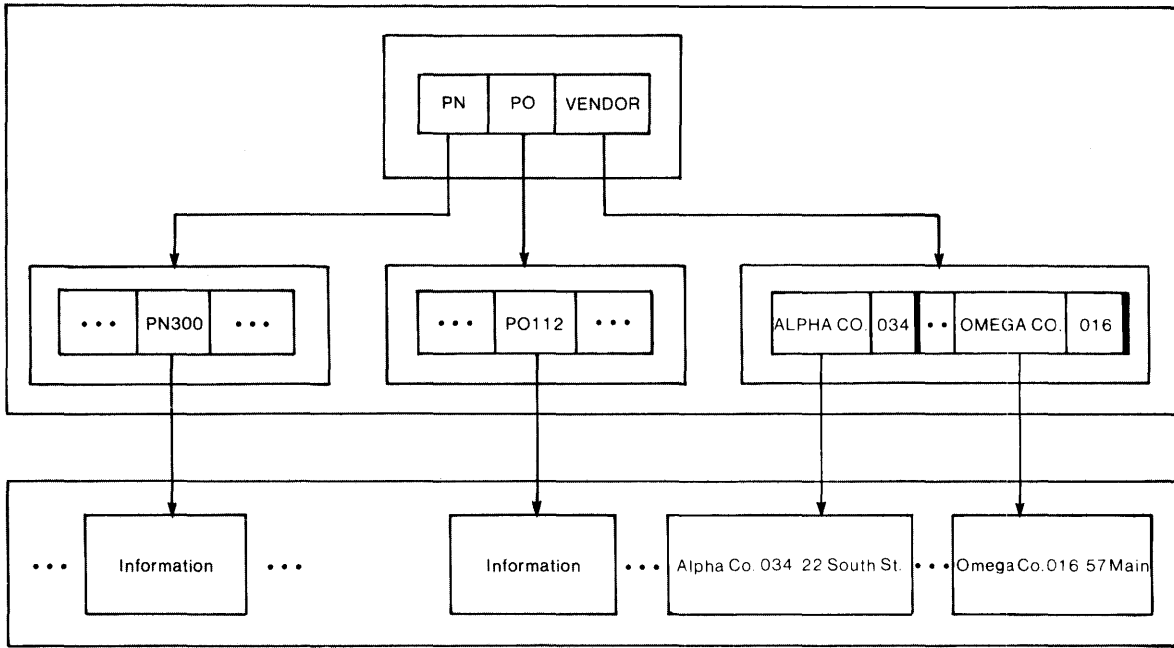 PN PO VENDOR
••• PN300 ••• ••• PO112 ••• ALPHA CO. 034 •• OMEGA CO. 016
••• Information ••• Information ••• Alpha Co. 034 22 South St. ••• Omega Co. 016 57 Main